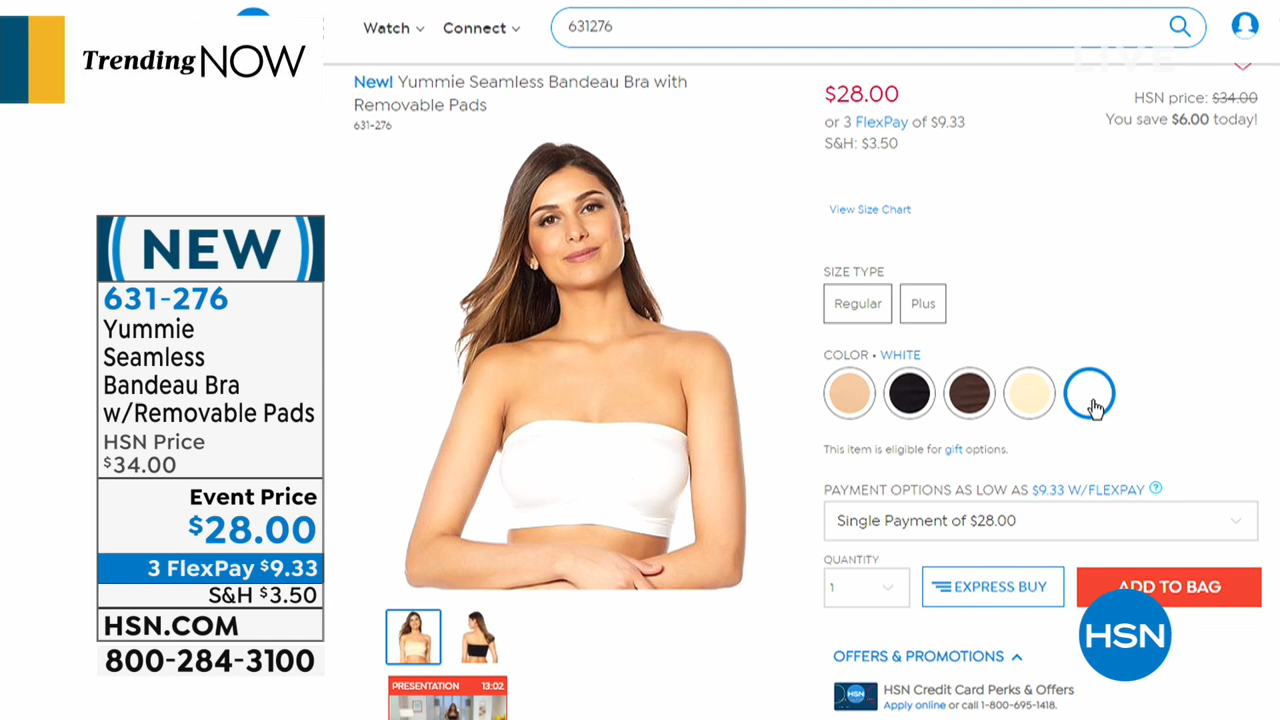 Trending NOW
Watch
Connect
631276
LIVE
New! Yummie Seamless Bandeau Bra with
Removable Pads
631-276
$28.00
HSN price: $34.00
or 3 FlexPay of $9.33
You save $6.00 today!
S&H: $3.50
View Size Chart
SIZE TYPE
Regular
Plus
COLOR • WHITE
This item is eligible for gift options.
PAYMENT OPTIONS AS LOW AS $9.33 W/FLEXPAY ?
Single Payment of $28.00
QUANTITY
1
EXPRESS BUY
ADD TO BAG
HSN
OFFERS & PROMOTIONS
HSN
HSN Credit Card Perks & Offers
Apply online or call 1-800-695-1418.
PRESENTATION 13:02
NEW
631-276
Yummie
Seamless
Bandeau Bra
w/Removable Pads
HSN Price
$34.00
Event Price
$28.00
3 FlexPay $9.33
S&H $3.50
HSN.COM
800-284-3100